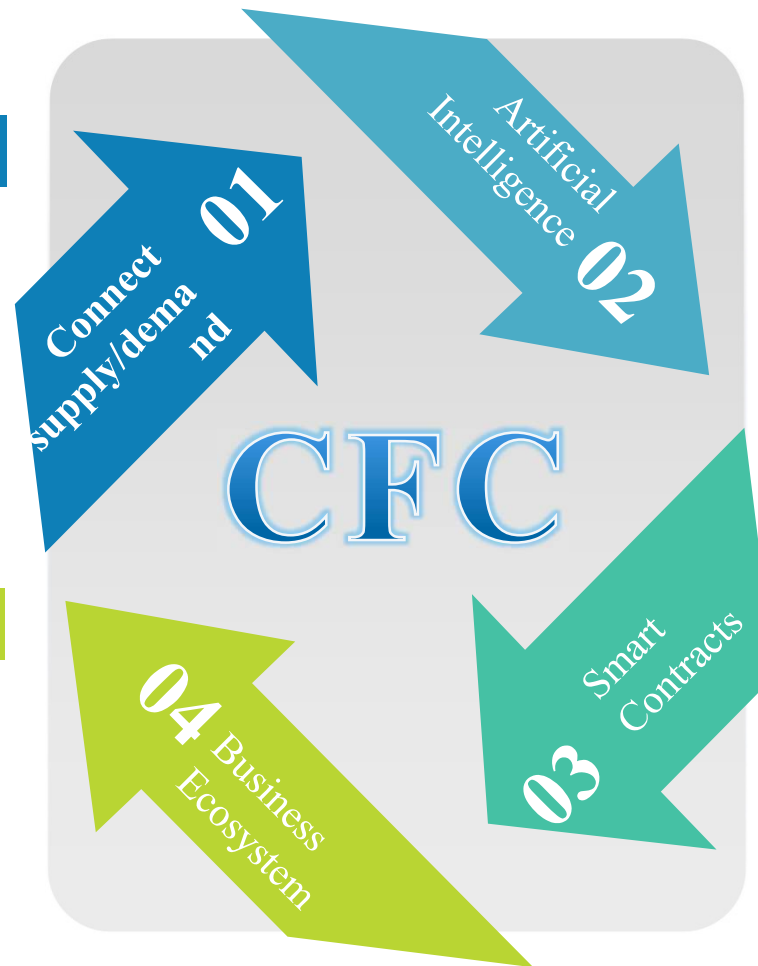 01
Connect
supply/dema
nd
Artificial
Intelligence
02
CFC
Smart
Contracts
03
04
Business
Ecosystem